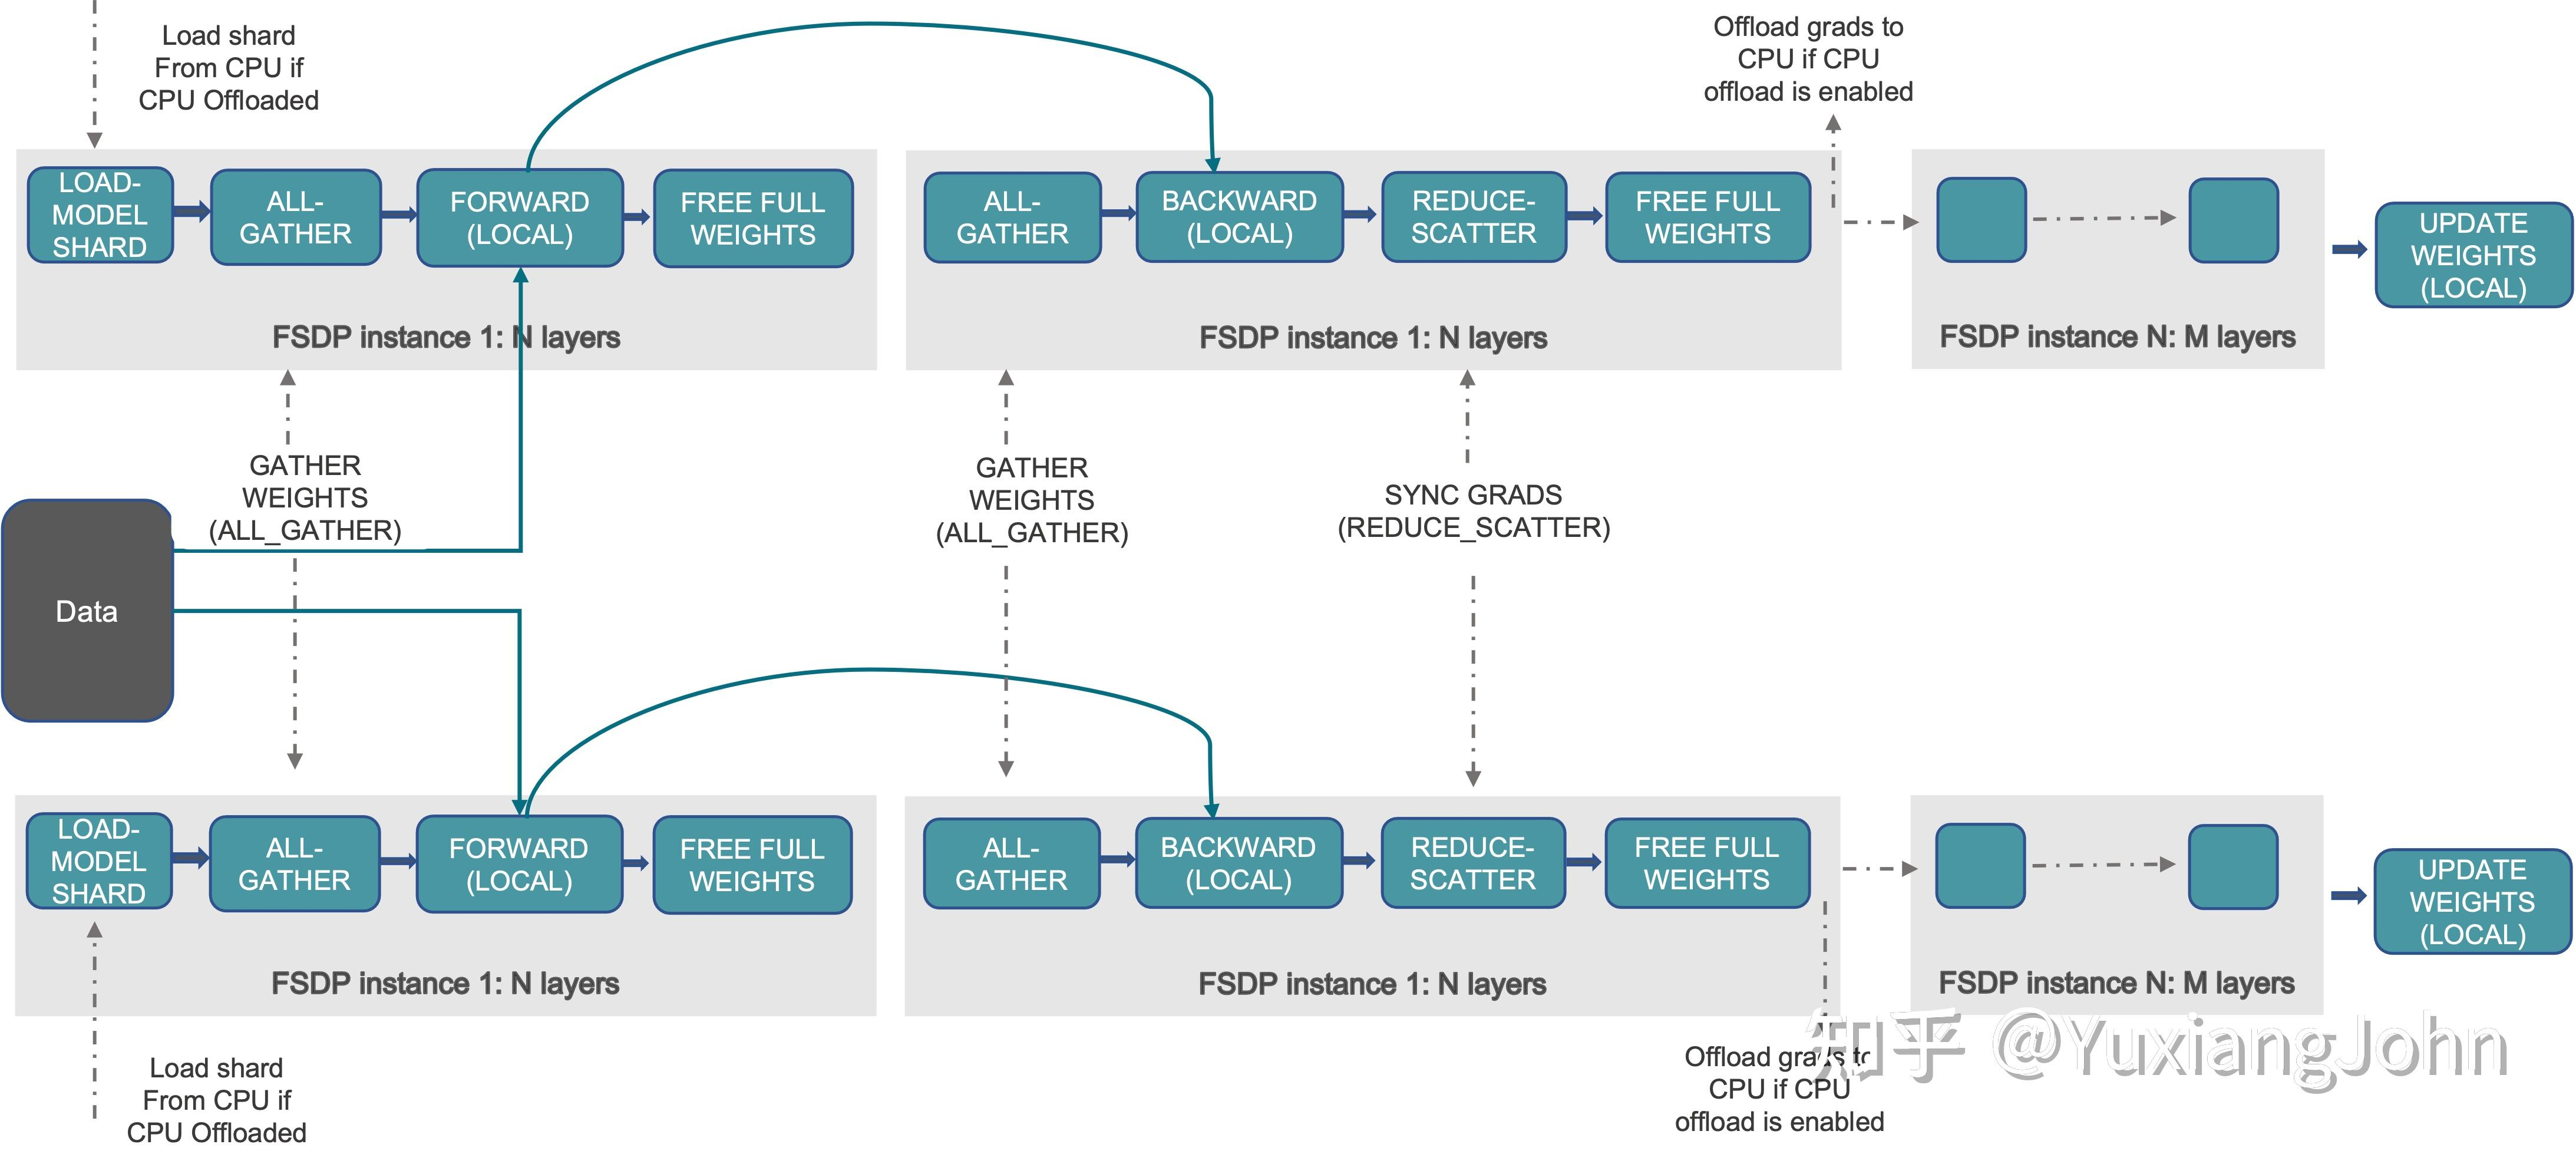 Load shard
From CPU if
CPU Offloaded
Offload grads to
CPU if CPU
offload is enabled
LOAD-
MODEL
SHARD
ALL-
GATHER
FORWARD
(LOCAL)
FREE FULL
WEIGHTS
FSDP instance 1: N layers
ALL-
GATHER
BACKWARD
(LOCAL)
REDUCE-
SCATTER
FREE FULL
WEIGHTS
FSDP instance 1: N layers
FSDP instance N: M layers
UPDATE
WEIGHTS
(LOCAL)
GATHER
WEIGHTS
(ALL_GATHER)
GATHER
WEIGHTS
(ALL_GATHER)
SYNC GRADS
(REDUCE_SCATTER)
Data
LOAD-
MODEL
SHARD
ALL-
GATHER
FORWARD
(LOCAL)
FREE FULL
WEIGHTS
FSDP instance 1: N layers
ALL-
GATHER
BACKWARD
(LOCAL)
REDUCE-
SCATTER
FREE FULL
WEIGHTS
FSDP instance 1: N layers
FSDP instance N: M layers
UPDATE
WEIGHTS
(LOCAL)
Load shard
From CPU if
CPU Offloaded
Offload grads to
CPU if CPU
offload is enabled
知乎 @YuxiangJohn